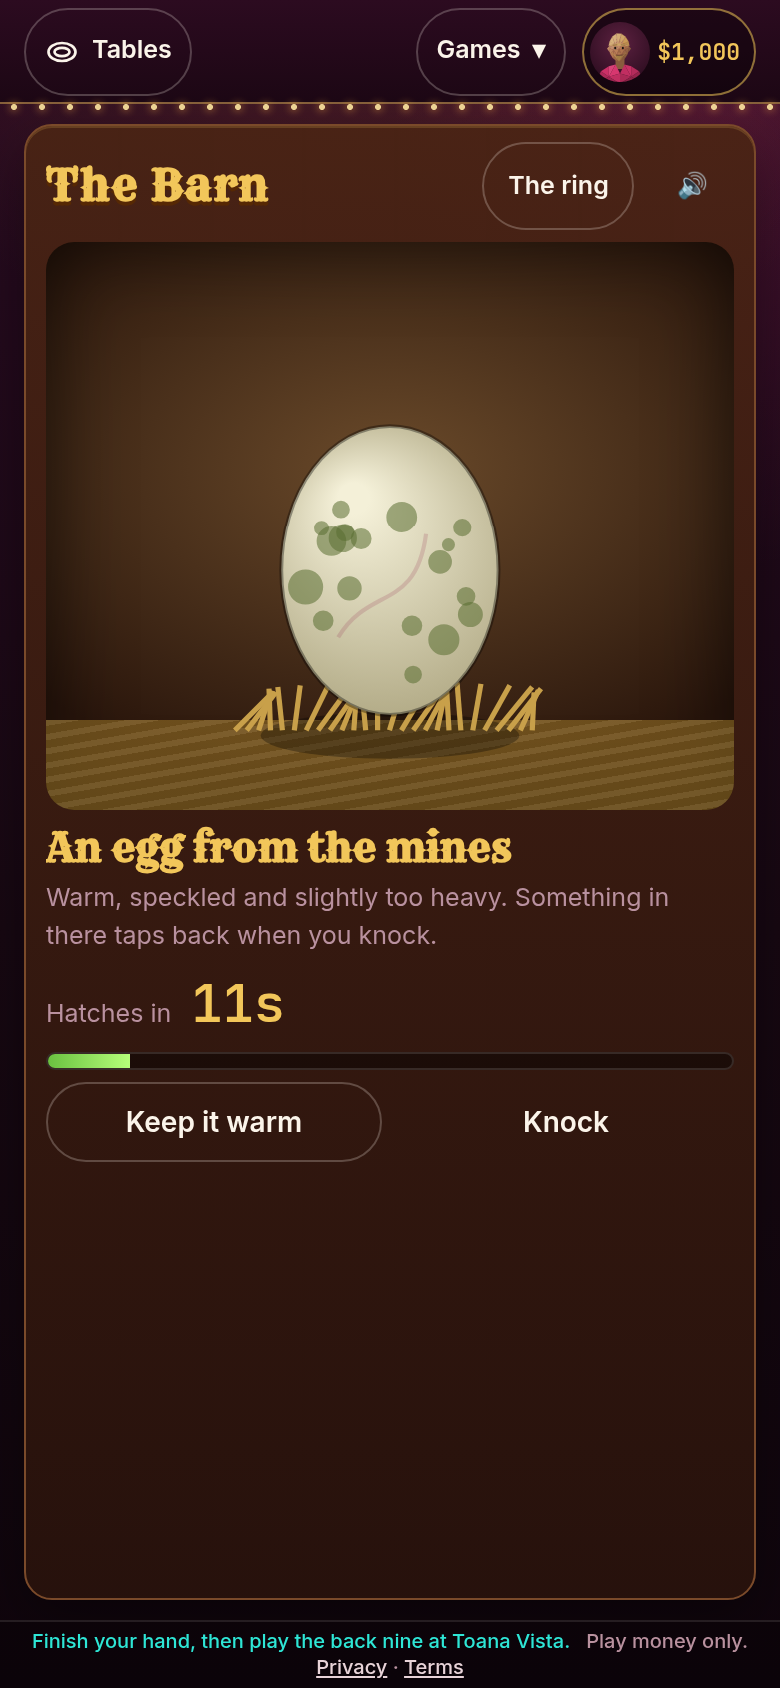 Tables
Games ▼
$1,000
The Barn
The ring
An egg from the mines
Warm, speckled and slightly too heavy. Something in
there taps back when you knock.
Hatches in 11s
Keep it warm
Knock
Finish your hand, then play the back nine at Toana Vista. Play money only.
Privacy · Terms